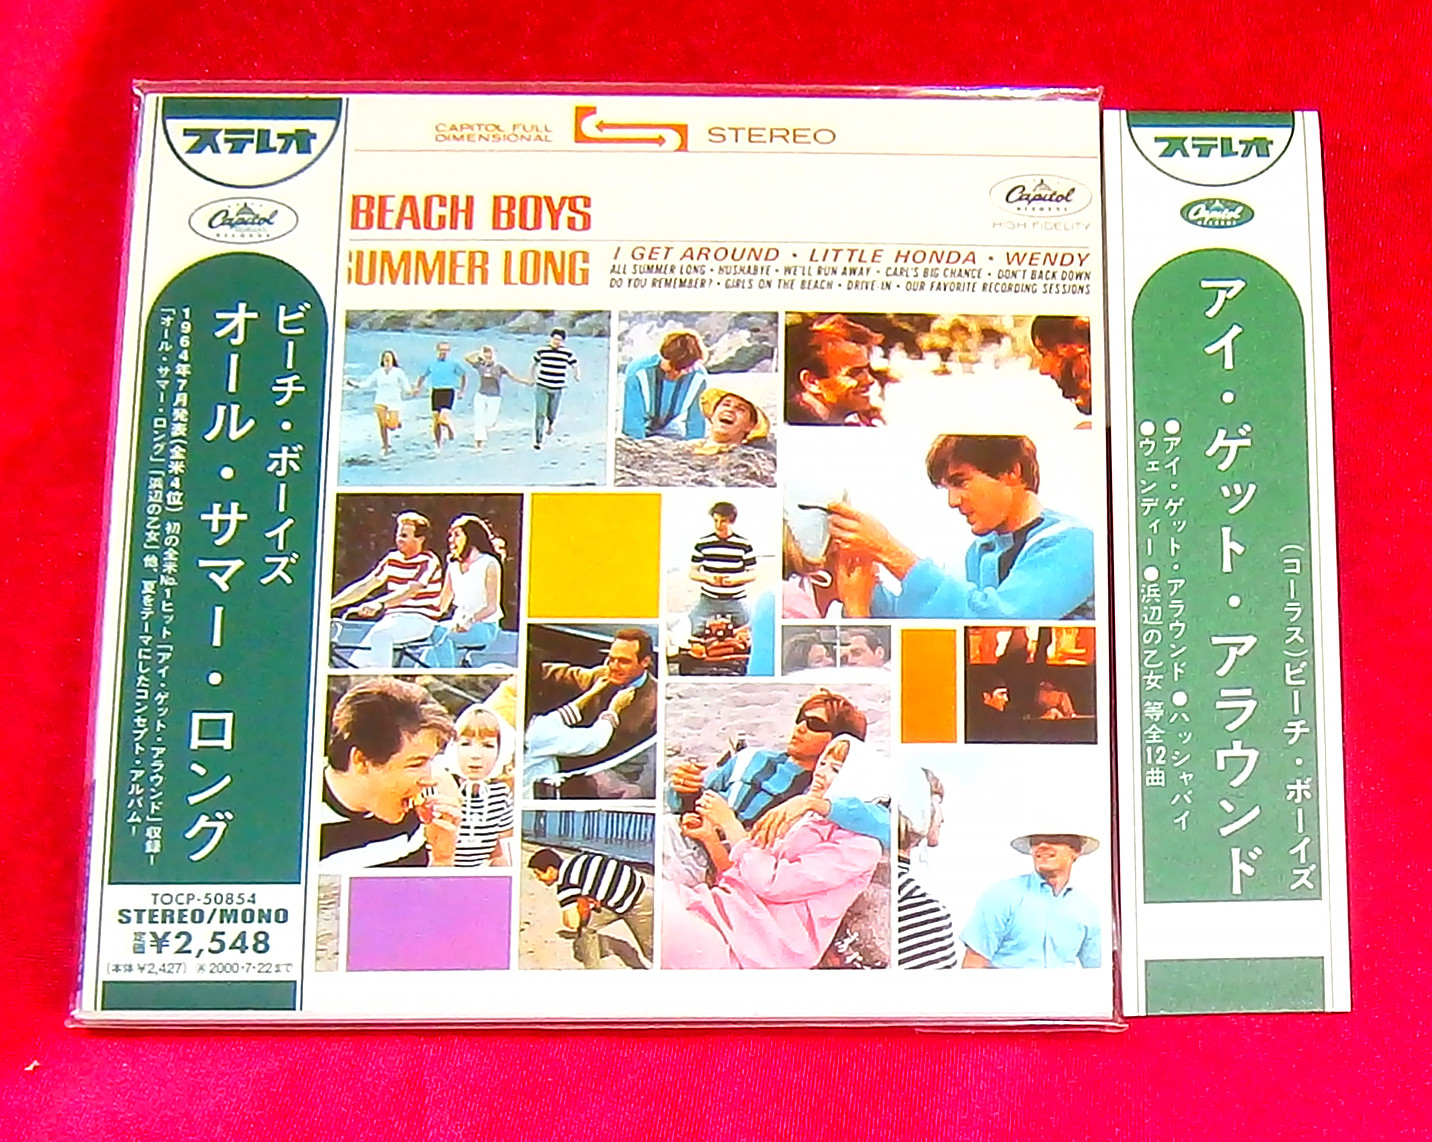 ステレオ
Capitol
RECORDS
ビーチ・ボーイズ
オール・サマー・ロング
1964年7月発表(全米4位) 初の全米No.1ヒット「アイ・ゲット・アラウンド」収録ー
「オール・サマー・ロング」「浜辺の乙女」他、夏をテーマにしたコンセプト・アルバムー
TOCP-50854
STEREO/MONO
定価¥2,548
(本体¥2,427) 再2000・7・22まで
CAPITOL FULL
DIMENSIONAL
STEREO
Capitol
RECORDS
HIGH FIDELITY
BEACH BOYS
SUMMER LONG
I GET AROUND • LITTLE HONDA • WENDY
ALL SUMMER LONG • HUSHABYE • WE'LL RUN AWAY • CARL'S BIG CHANCE • DON'T BACK DOWN
DO YOU REMEMBER? • GIRLS ON THE BEACH • DRIVE-IN • OUR FAVORITE RECORDING SESSIONS
ステレオ
Capitol
RECORDS
(コーラス)ビーチ・ボーイズ
アイ・ゲット・アラウンド
●アイ・ゲット・アラウンド●ハッシャバイ
●ウェンディー●浜辺の乙女 等全12曲